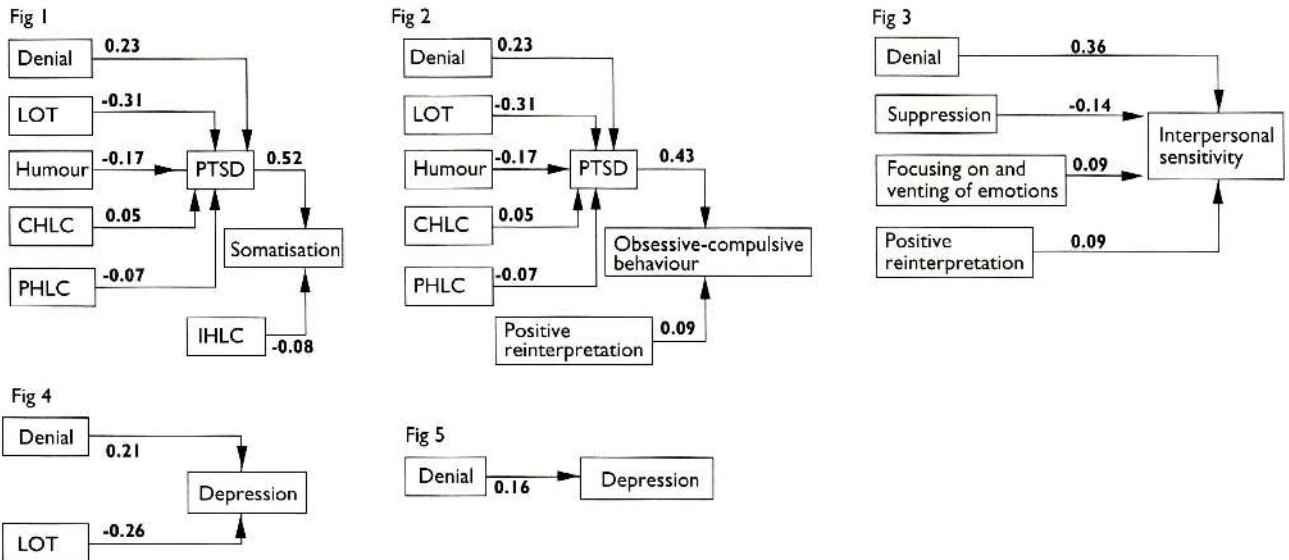 Fig 1
Denial
0.23
LOT
-0.31
Humour
-0.17
PTSD
0.52
CHLC
0.05
Somatisation
PHLC
-0.07
IHLC
-0.08
Fig 2
Denial
0.23
LOT
-0.31
Humour
-0.17
PTSD
0.43
CHLC
0.05
Obsessive-compulsive
behaviour
PHLC
-0.07
Positive
reinterpretation
0.09
Fig 3
Denial
0.36
Suppression
-0.14
Interpersonal
sensitivity
Focusing on and
venting of emotions
0.09
Positive
reinterpretation
0.09
Fig 4
Denial
0.21
Depression
LOT
-0.26
Fig 5
Denial
0.16
Depression